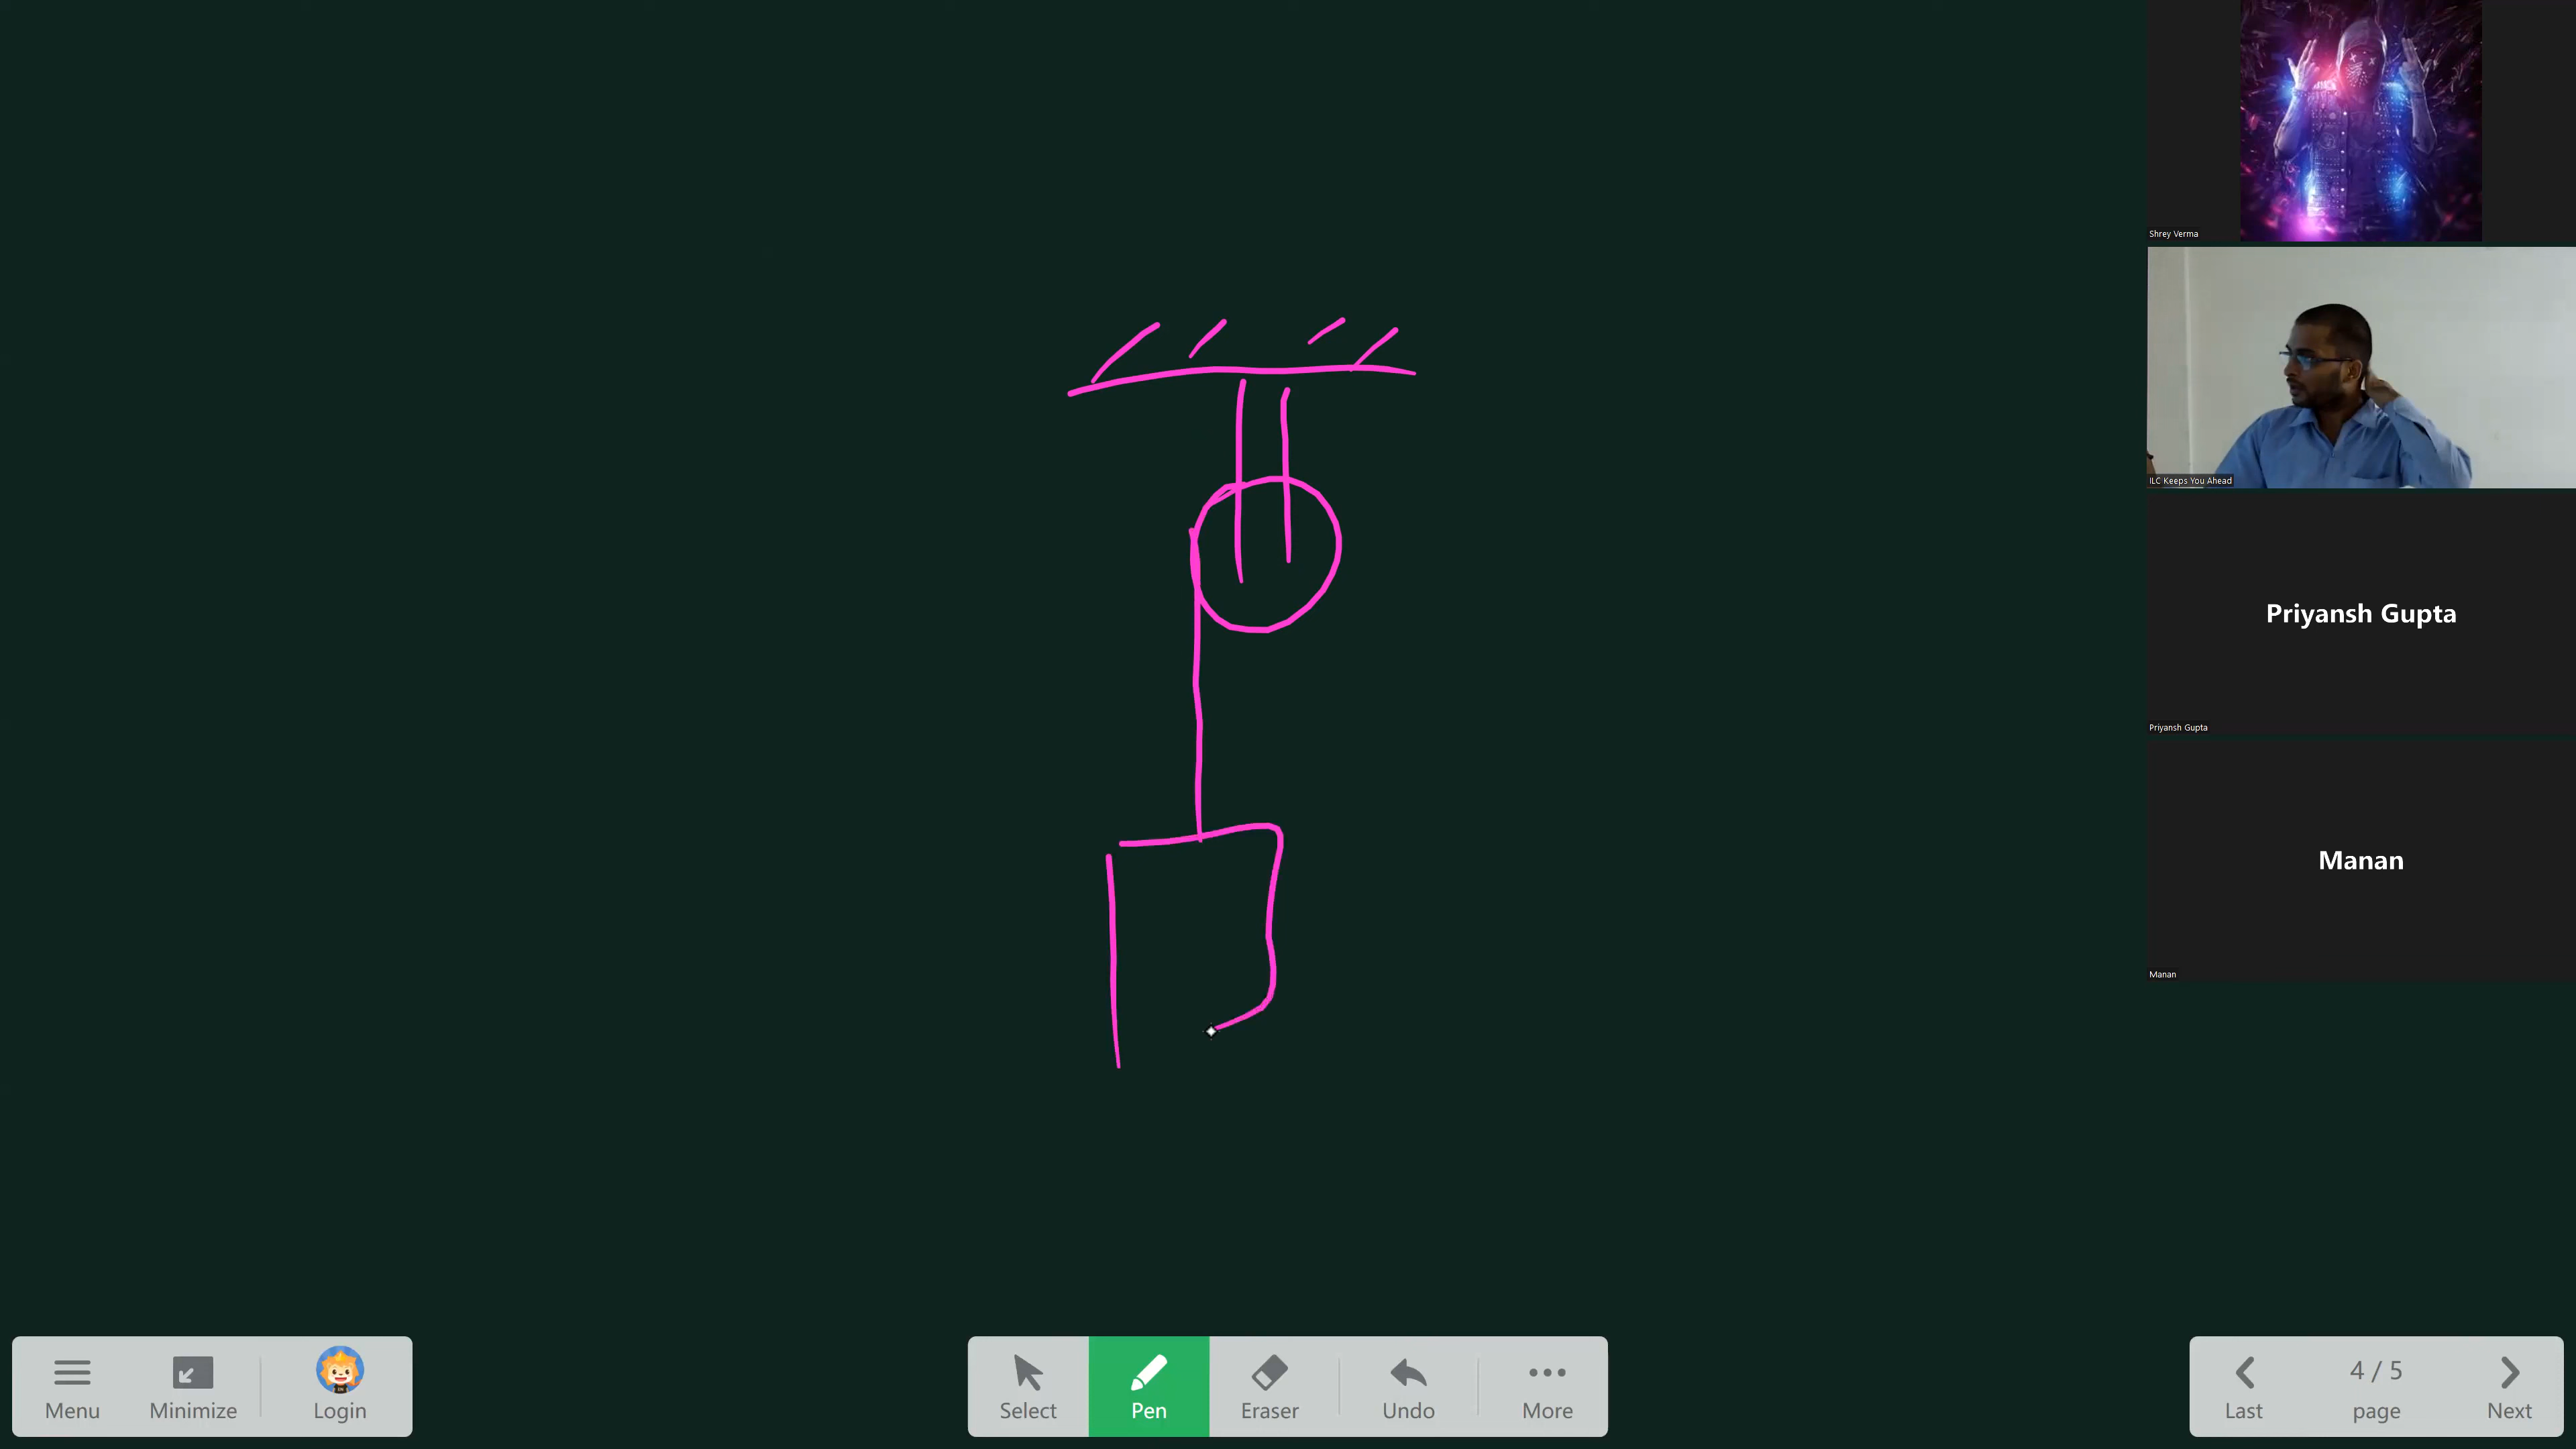 Shrey Verma
ILC Keeps You Ahead
Priyansh Gupta
Priyansh Gupta
Manan
Manan
Menu
Minimize
Login
Select
Pen
Eraser
Undo
More
Last
4 / 5
page
Next